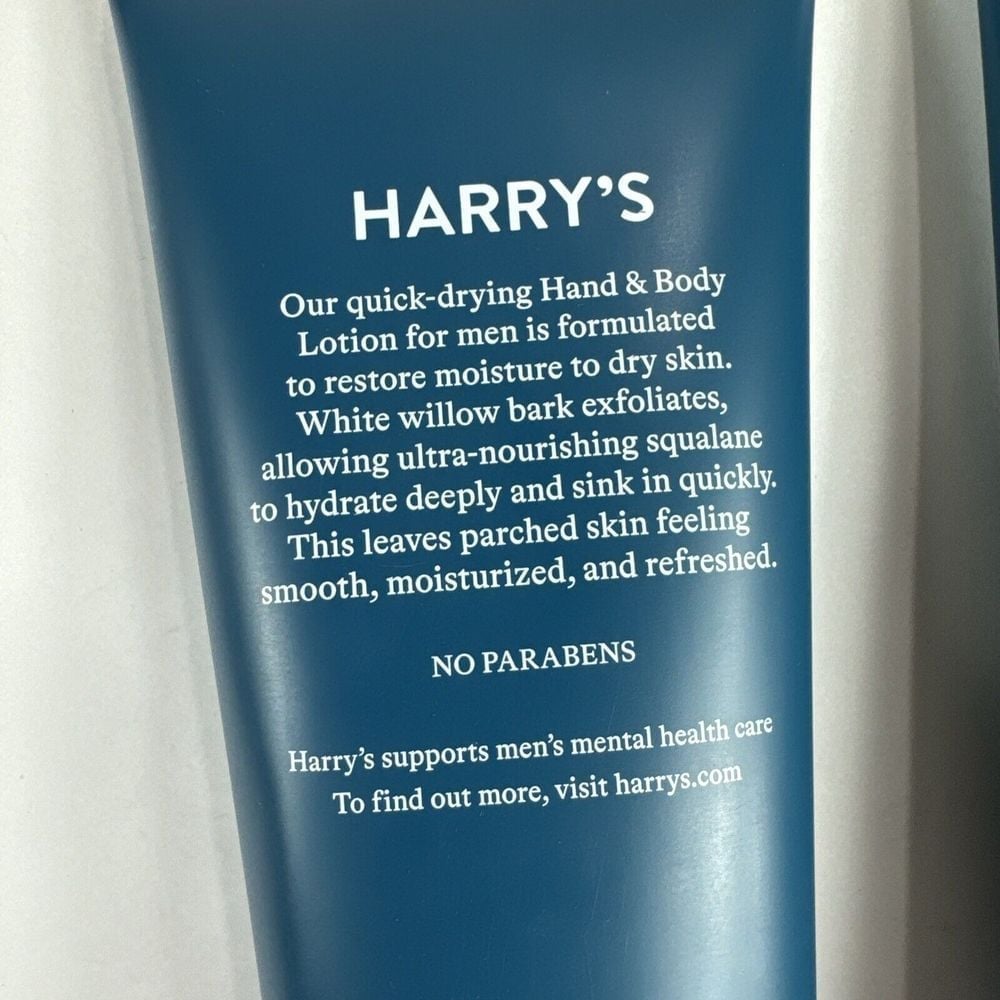 HARRY'S
Our quick-drying Hand & Body
Lotion for men is formulated
to restore moisture to dry skin.
White willow bark exfoliates,
allowing ultra-nourishing squalane
to hydrate deeply and sink in quickly.
This leaves parched skin feeling
smooth, moisturized, and refreshed.
NO PARABENS
Harry's supports men's mental health care
To find out more, visit harrys.com